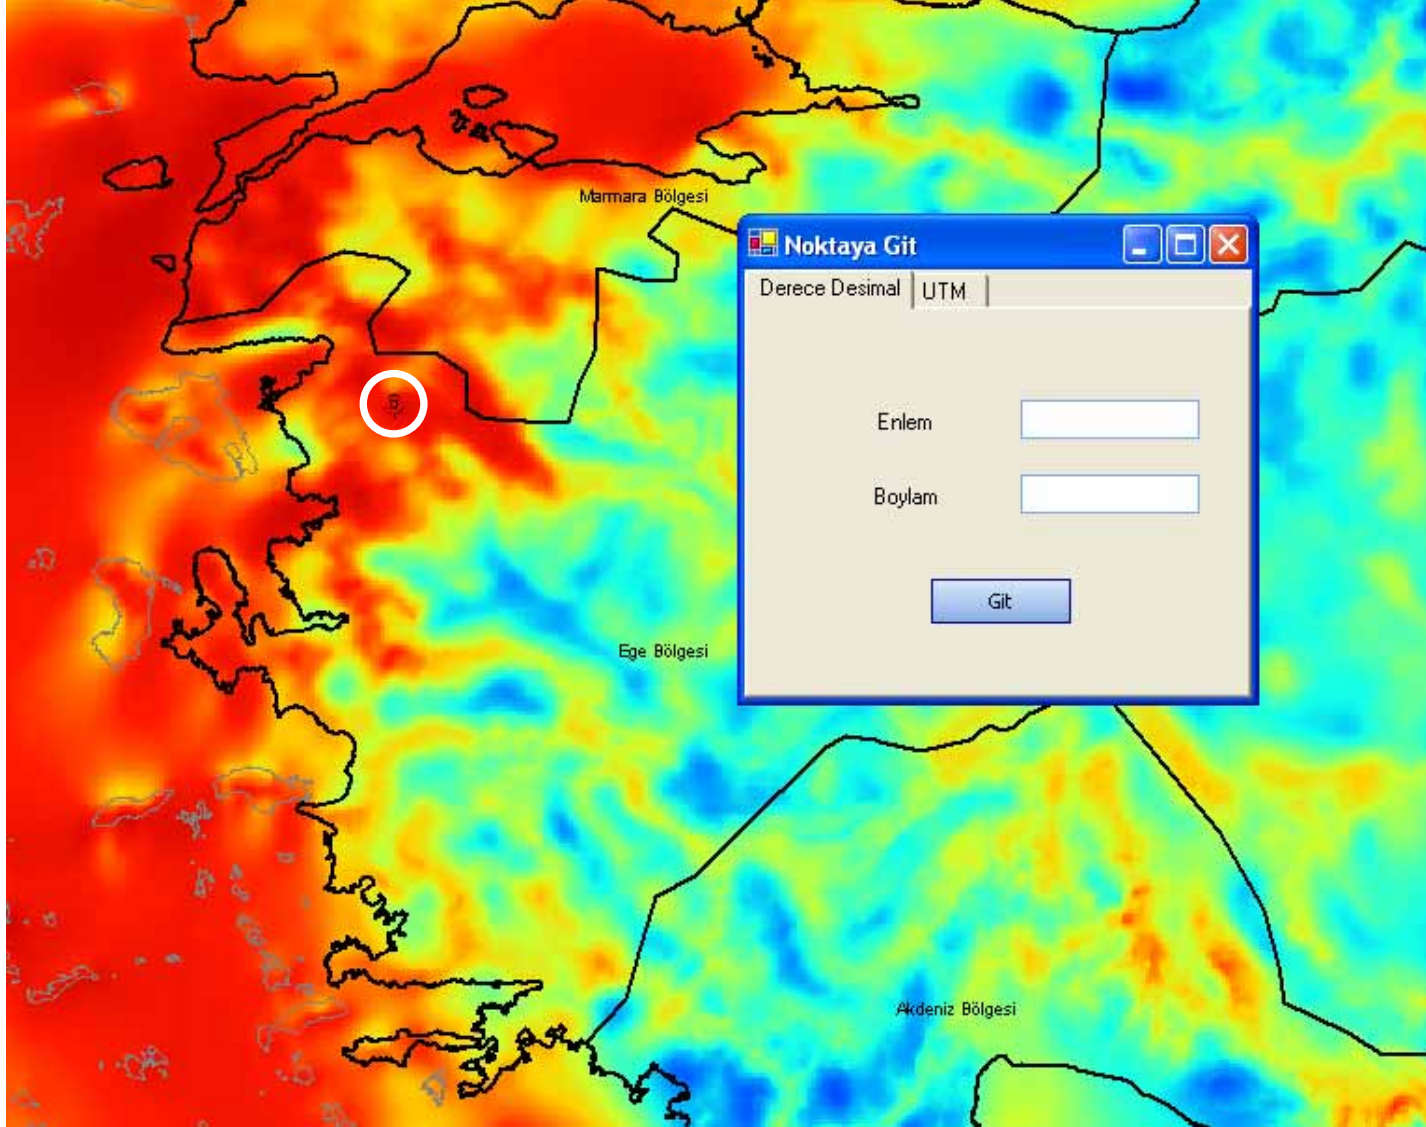 Marmara Bölgesi
Noktaya Git
Derece Desimal
UTM
Enlem
Boylam
Git
Ege Bölgesi
Akdeniz Bölgesi